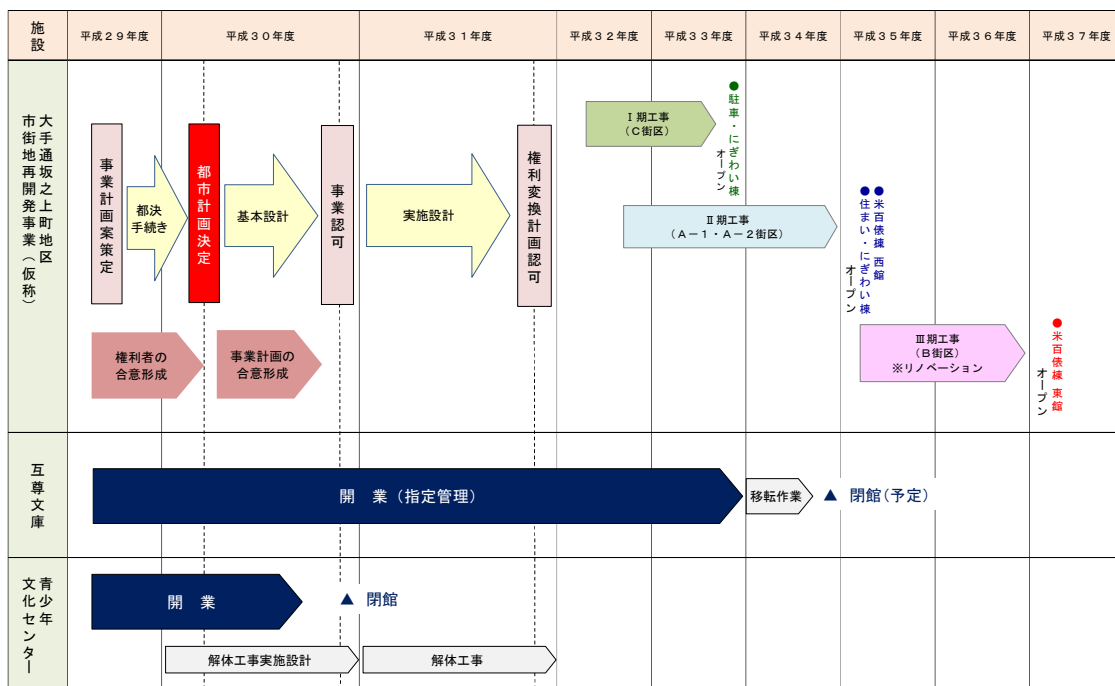 施設
平成29年度
平成30年度
平成31年度
平成32年度
平成33年度
平成34年度
平成35年度
平成36年度
平成37年度
大手通坂之上町地区
市街地再開発事業(仮称)
事業計画案策定
都決
手続き
都市計画決定
基本設計
事業認可
実施設計
権利変換計画認可
Ⅰ期工事
(C街区)
●駐車・にぎわい棟
オープン
Ⅱ期工事
(A-1・A-2街区)
●米百俵棟 西館
●住まい・にぎわい棟
オープン
Ⅲ期工事
(B街区)
※リノベーション
●米百俵棟 東館
オープン
権利者の
合意形成
事業計画の
合意形成
互尊文庫
開 業(指定管理)
移転作業
▲ 閉館(予定)
青少年
文化センター
開 業
▲ 閉館
解体工事実施設計
解体工事